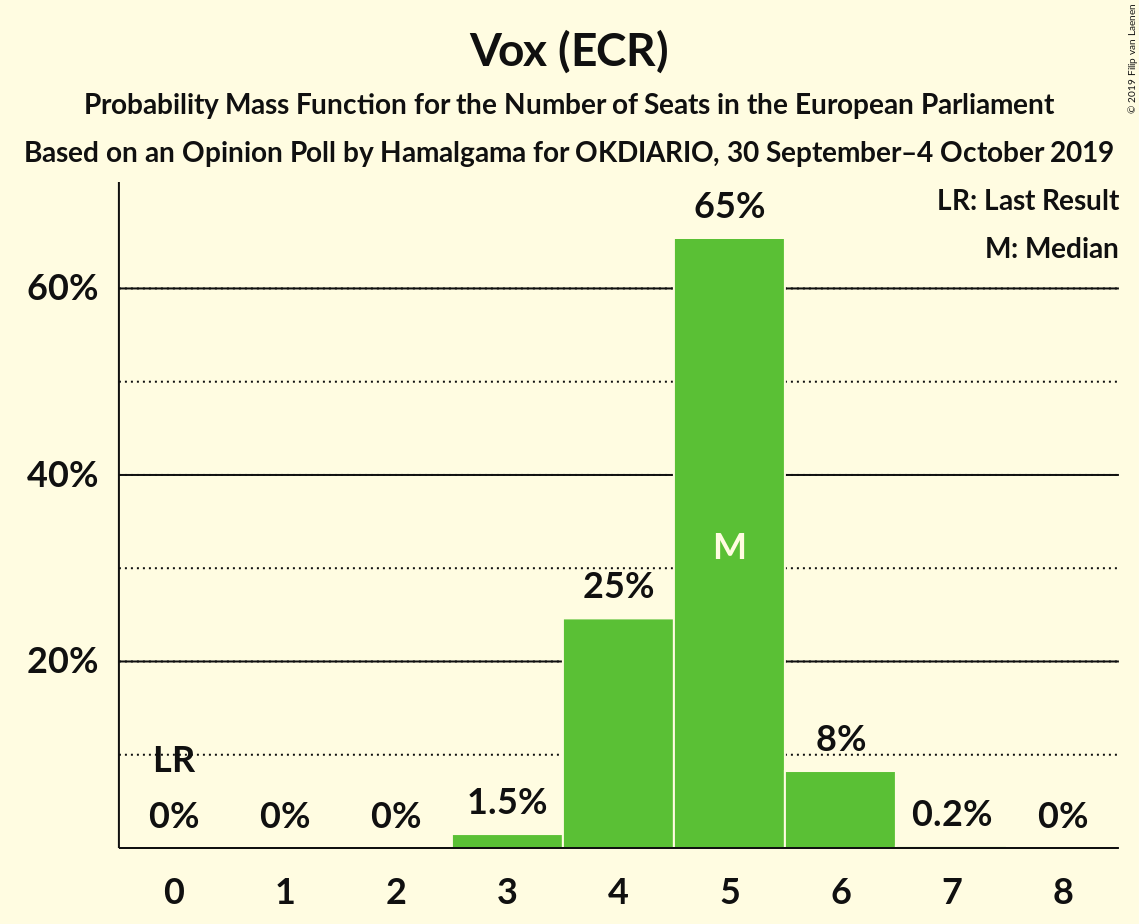 Vox (ECR)
Probability Mass Function for the Number of Seats in the European Parliament
Based on an Opinion Poll by Hamalgama for OKDIARIO, 30 September–4 October 2019
© 2019 Filip van Laenen
LR: Last Result
M: Median
65%
60%
40%
M
25%
20%
LR
8%
0%
0%
0%
1.5%
0.2%
0%
0
1
2
3
4
5
6
7
8